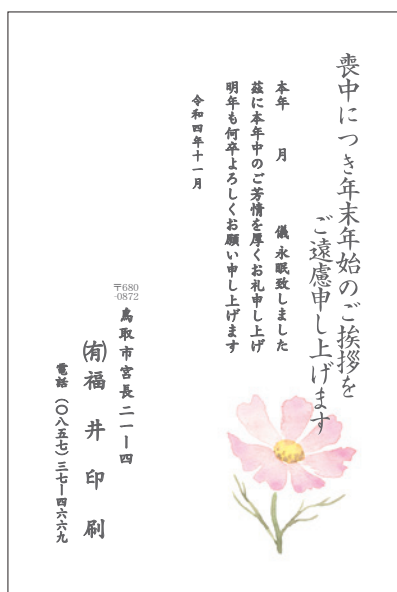 喪中につき年末年始のご挨拶を
ご遠慮申し上げます
本年　月　儀 永眠致しました
茲に本年中のご芳情を厚くお礼申し上げ
明年も何卒よろしくお願い申し上げます
令和四年十一月
〒680
-0872
鳥取市宮長二一ー四
㈲福井印刷
電話（〇八五七）三七ー四六六九